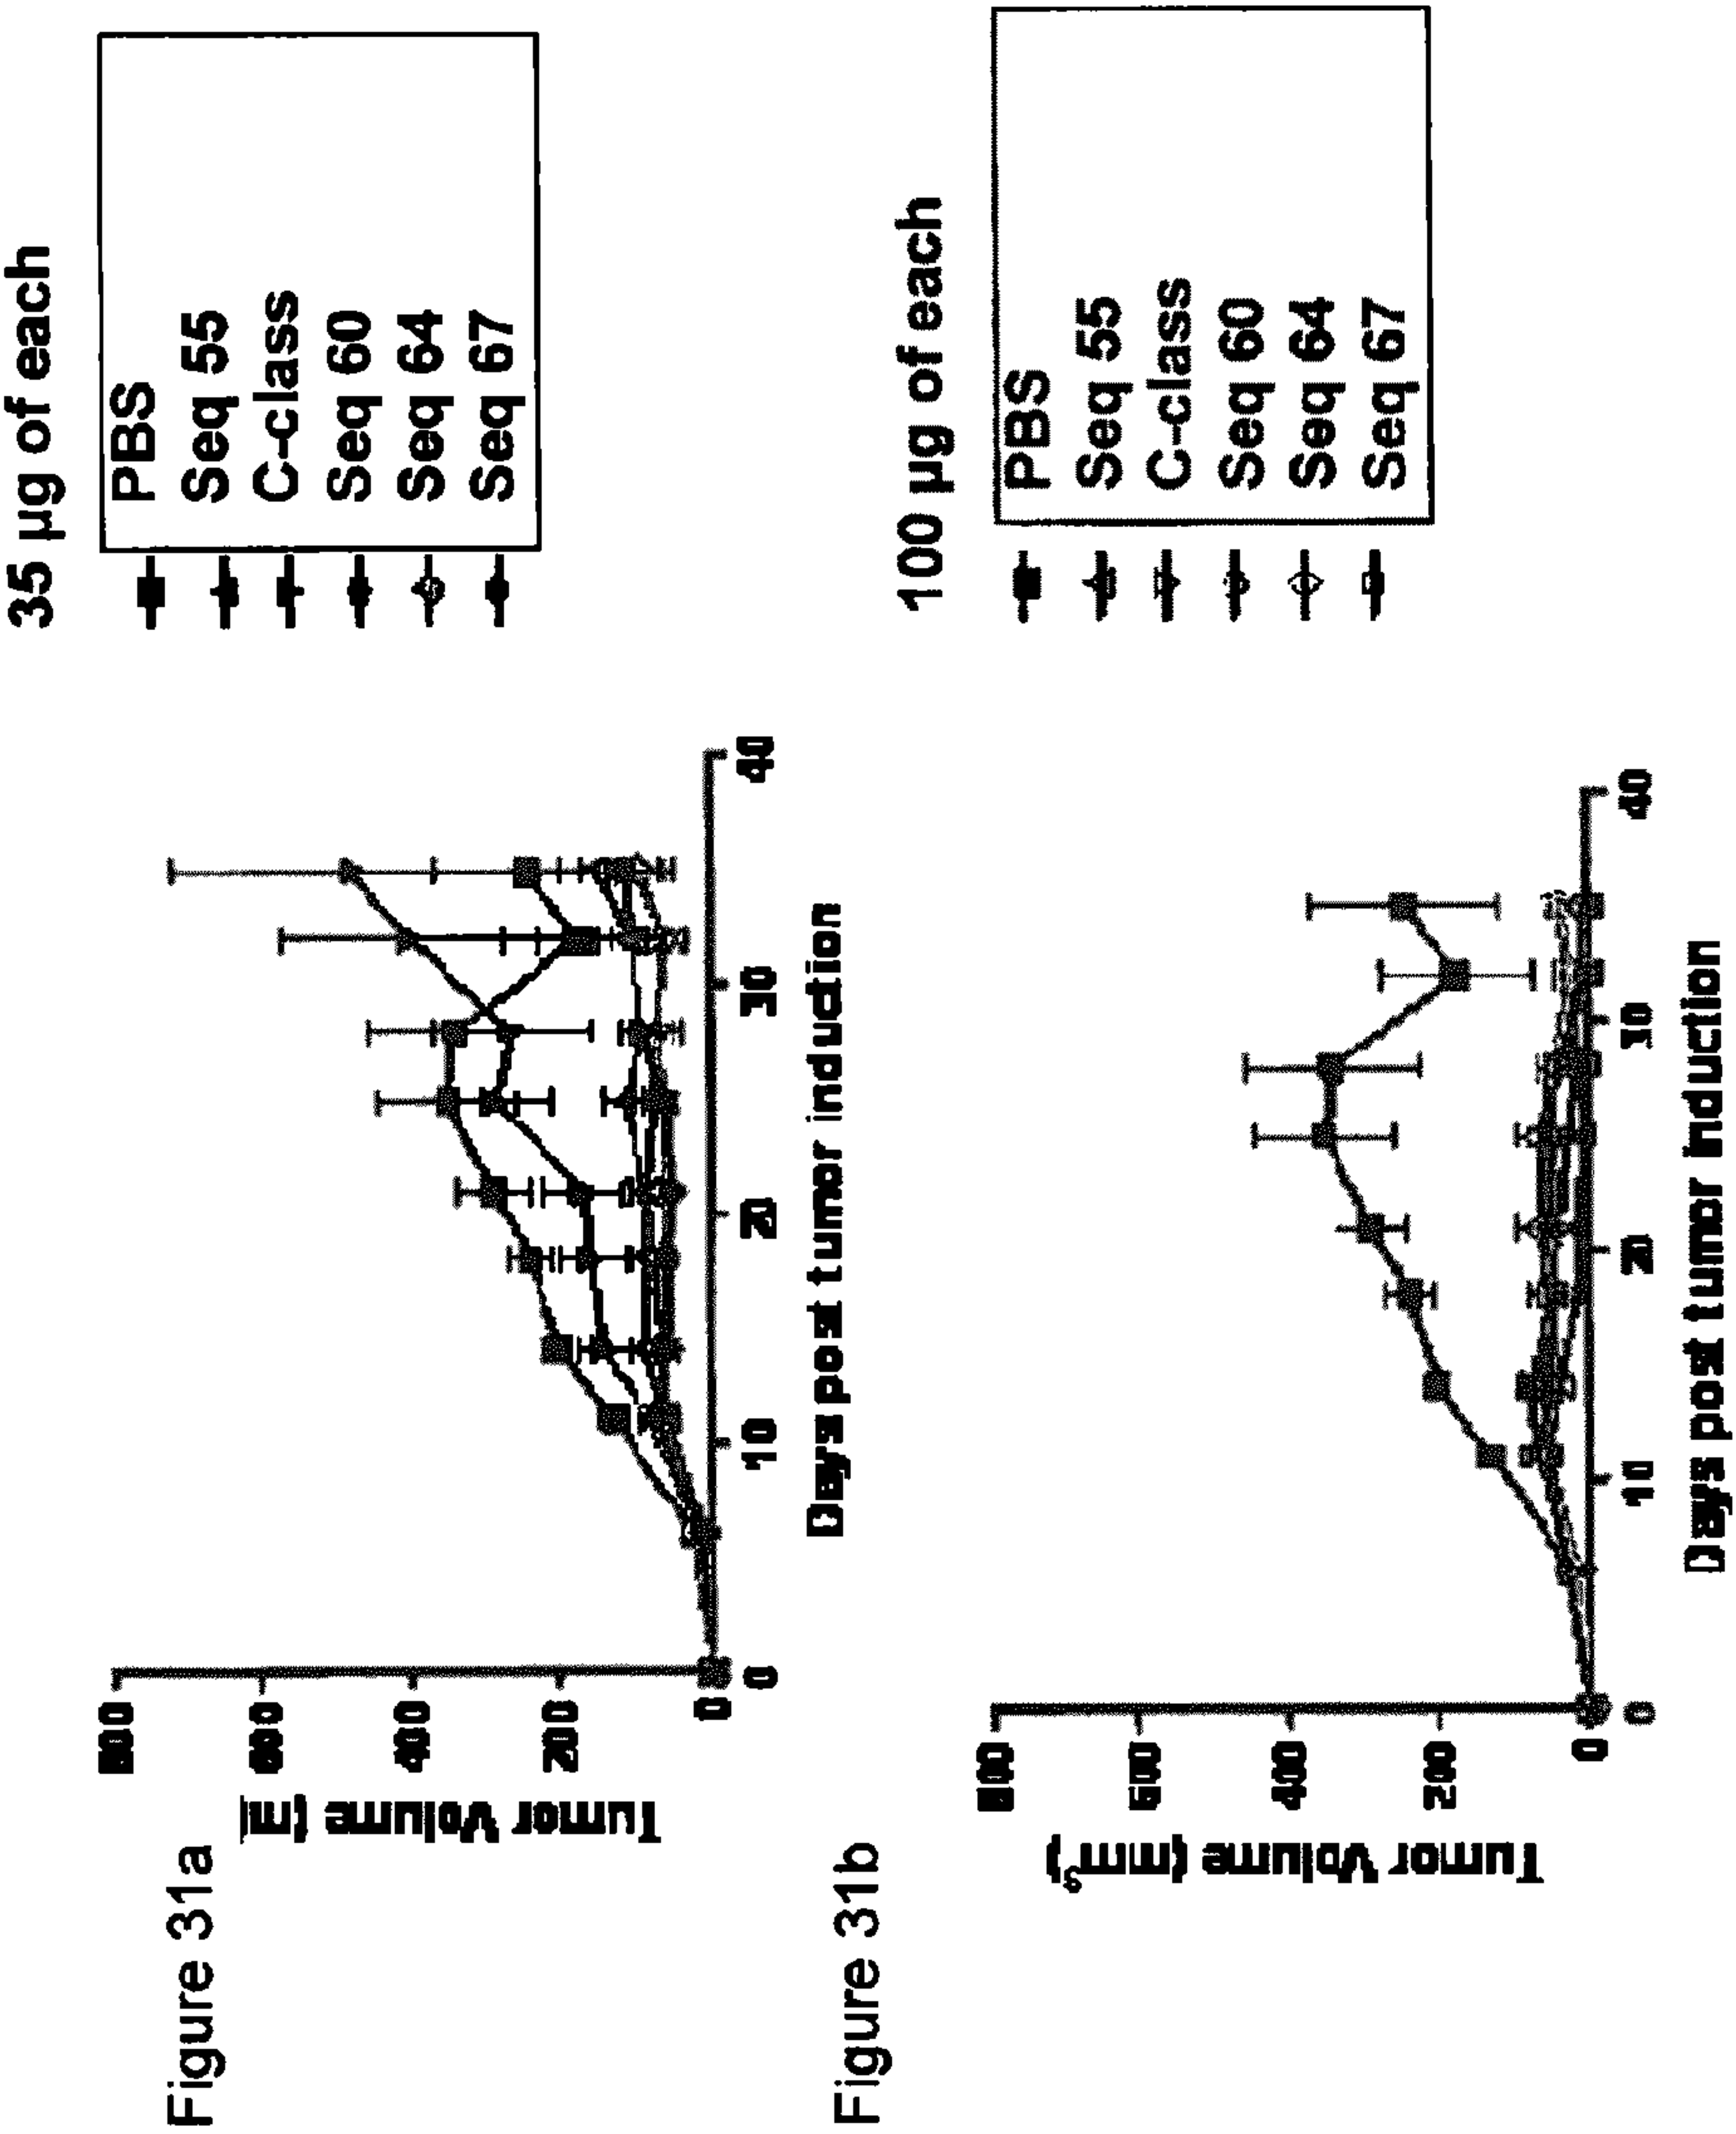 Figure 31a
35 µg of each
Tumor Volume (m
800
600
400
200
0
0
10
20
30
40
Days post tumor induction
PBS
Seq 55
C-class
Seq 60
Seq 64
Seq 67
Figure 31b
100 µg of each
Tumor Volume (mm³)
800
600
400
200
0
0
10
20
30
40
Days post tumor induction
PBS
Seq 55
C-class
Seq 60
Seq 64
Seq 67